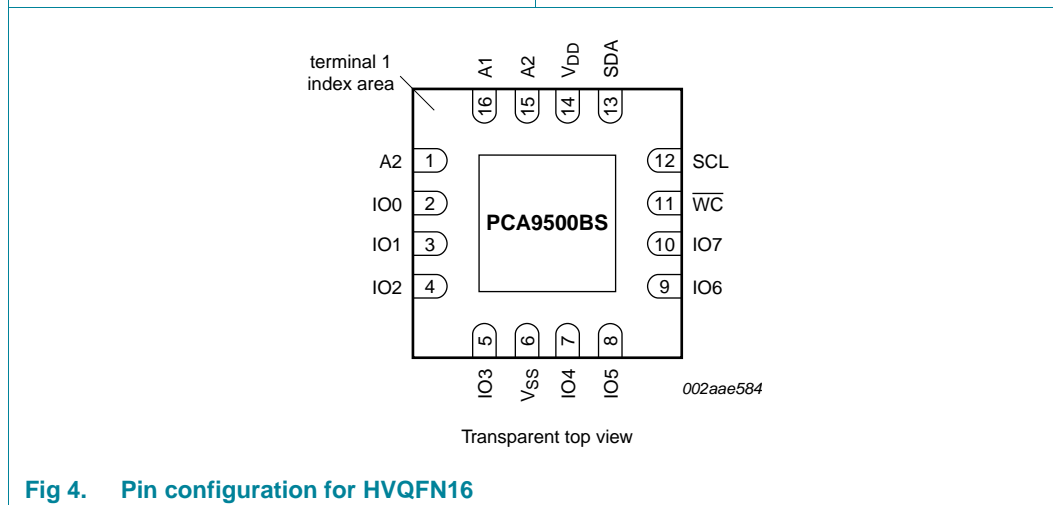 terminal 1
index area
A1
A2
VDD
SDA
16
15
14
13
A2
1
12
SCL
IO0
2
PCA9500BS
11
WC
IO1
3
10
IO7
IO2
4
9
IO6
5
6
7
8
IO3
VSS
IO4
IO5
002aae584
Transparent top view
Fig 4. Pin configuration for HVQFN16